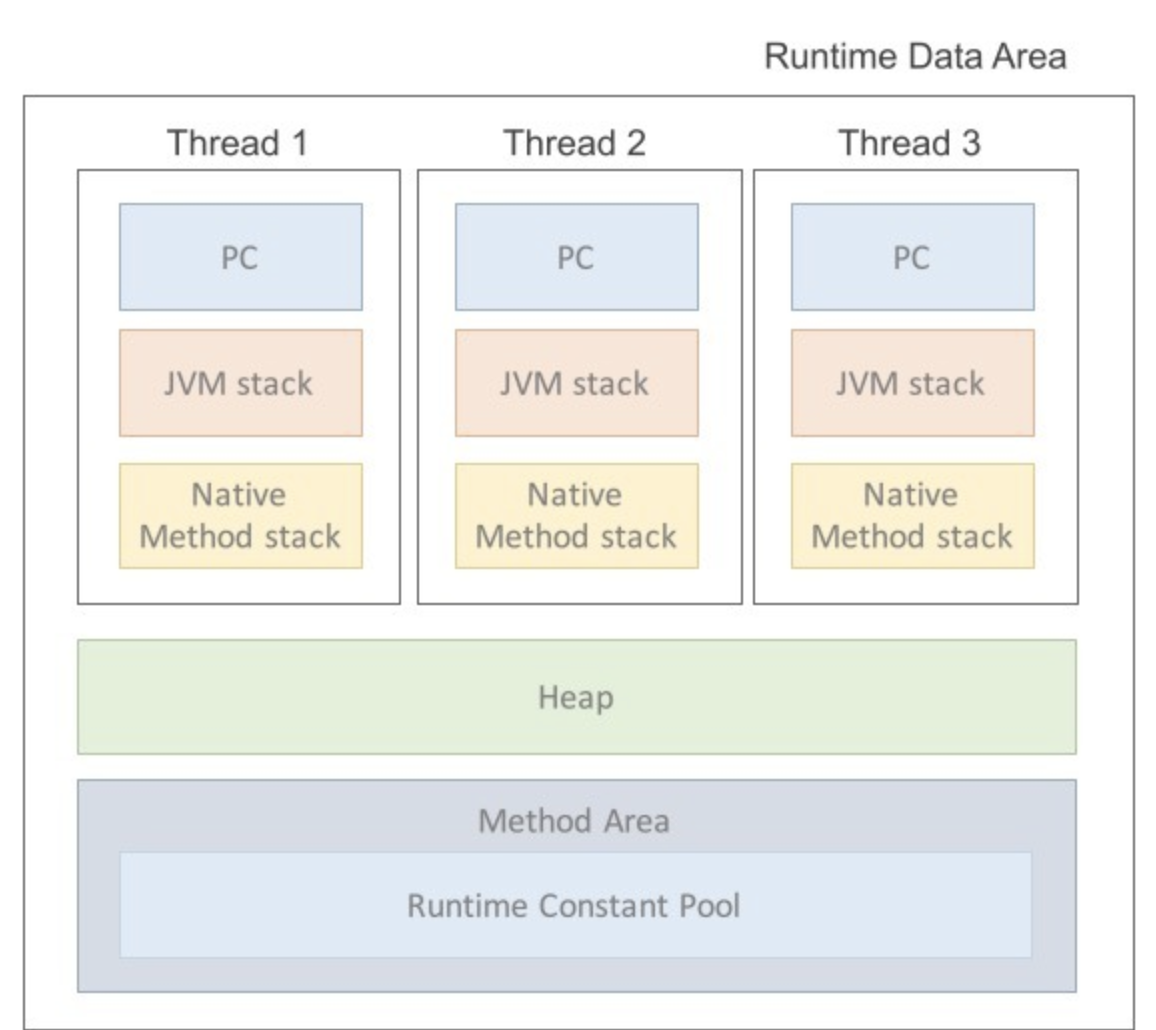 Runtime Data Area
Thread 1
Thread 2
Thread 3
PC
PC
PC
JVM stack
JVM stack
JVM stack
Native
Method stack
Native
Method stack
Native
Method stack
Heap
Method Area
Runtime Constant Pool